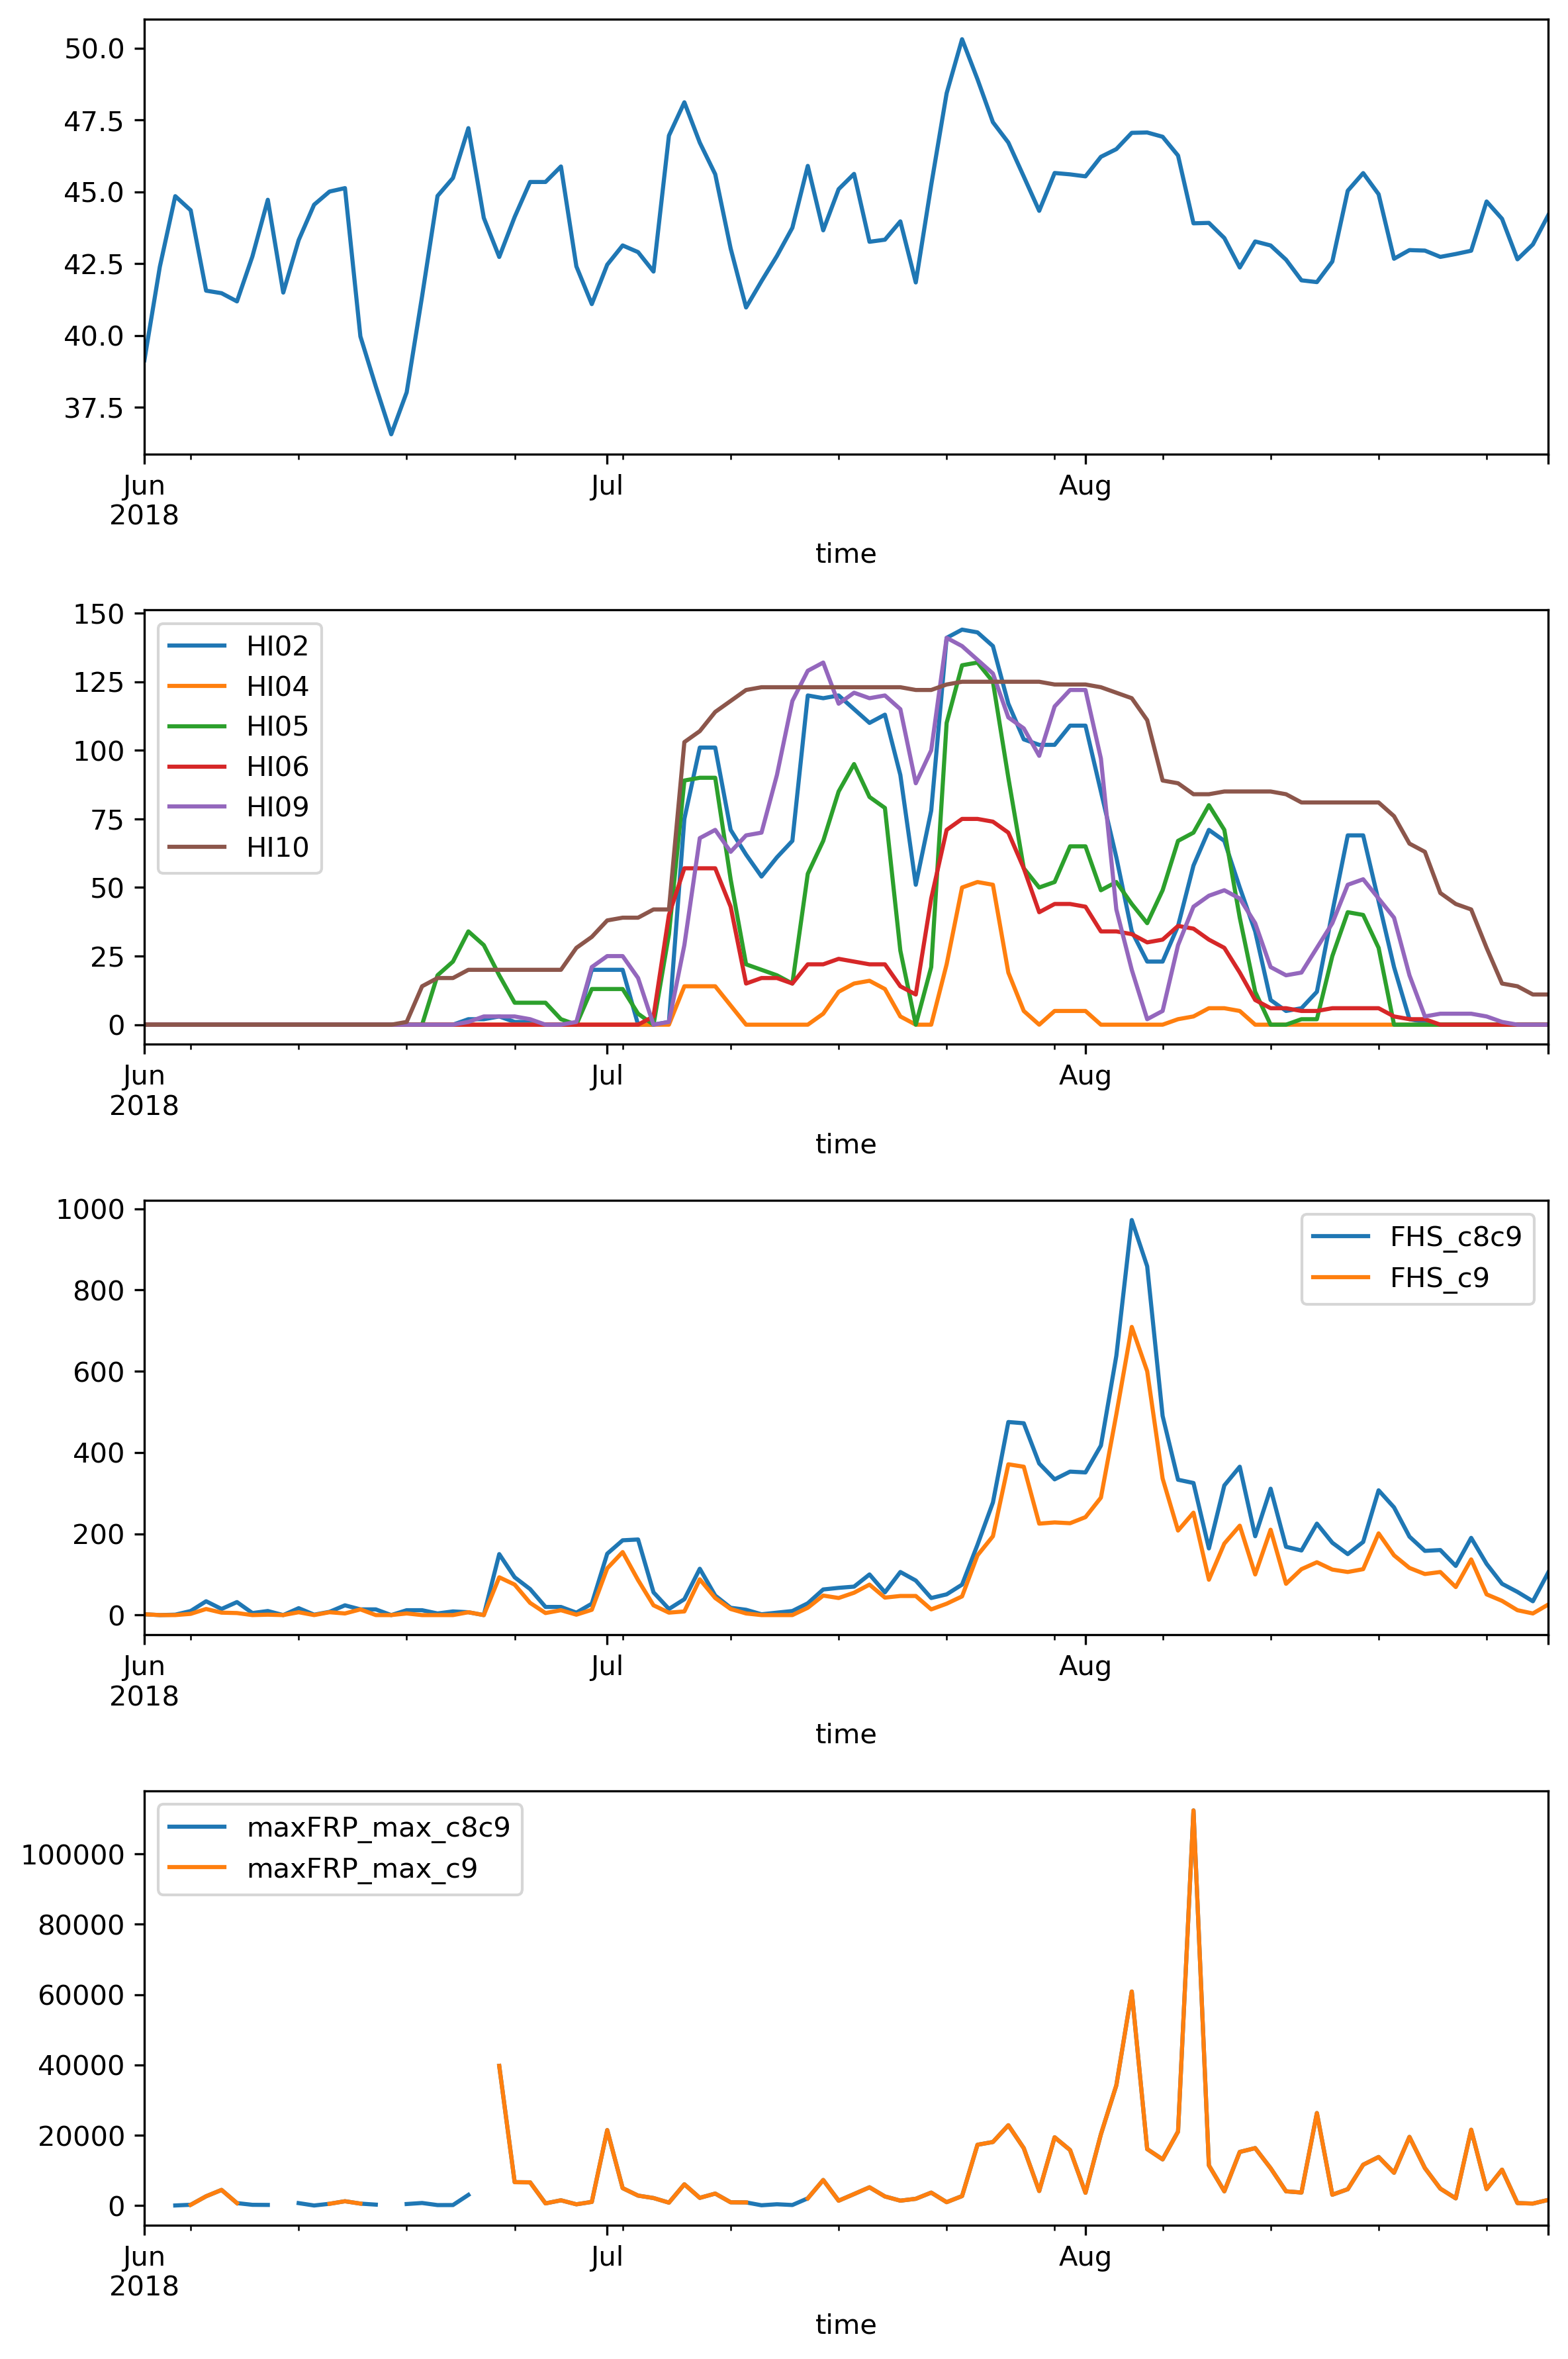 50.0
47.5
45.0
42.5
40.0
37.5
Jun
2018
Jul
Aug
time
150
125
100
75
50
25
0
HI02
HI04
HI05
HI06
HI09
HI10
Jun
2018
Jul
Aug
time
1000
800
600
400
200
0
FHS_c8c9
FHS_c9
Jun
2018
Jul
Aug
time
100000
80000
60000
40000
20000
0
maxFRP_max_c8c9
maxFRP_max_c9
Jun
2018
Jul
Aug
time